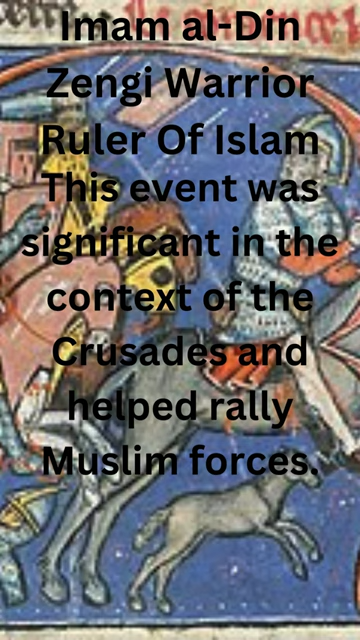 Imam al-Din
Zengi Warrior
Ruler Of Islam
This event was
significant in the
context of the
Crusades and
helped rally
Muslim forces.